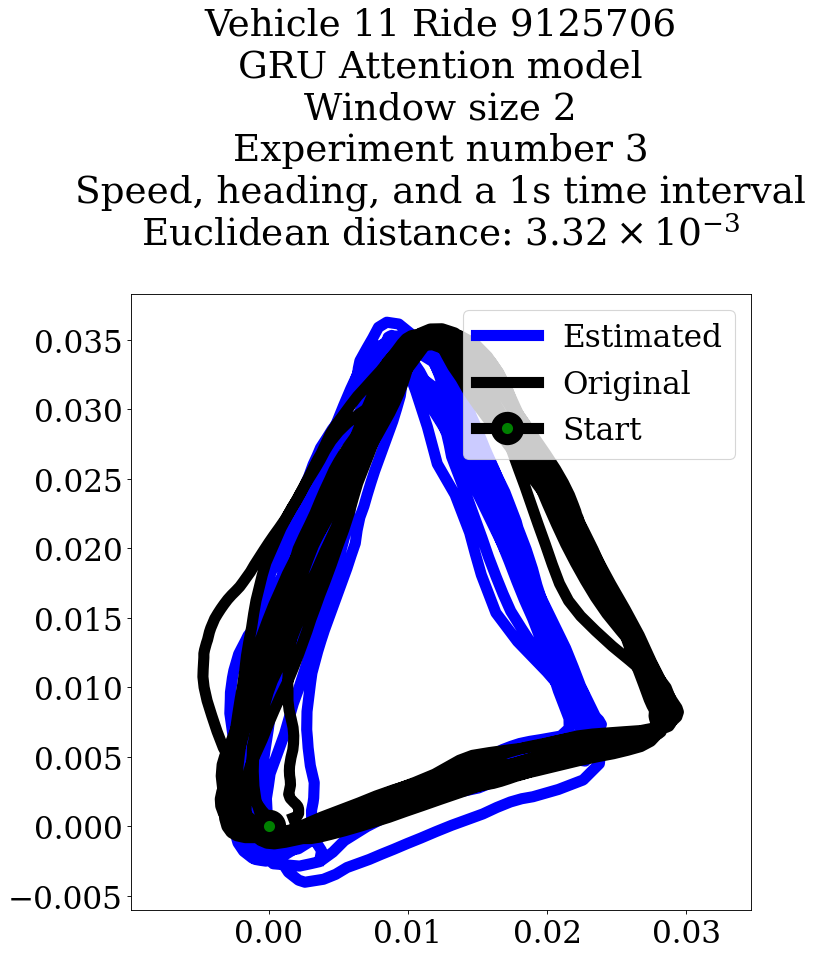 Vehicle 11 Ride 9125706
GRU Attention model
Window size 2
Experiment number 3
Speed, heading, and a 1s time interval
Euclidean distance: 3.32 × 10⁻³
Estimated
Original
Start
0.035
0.030
0.025
0.020
0.015
0.010
0.005
0.000
−0.005
0.00 0.01 0.02 0.03